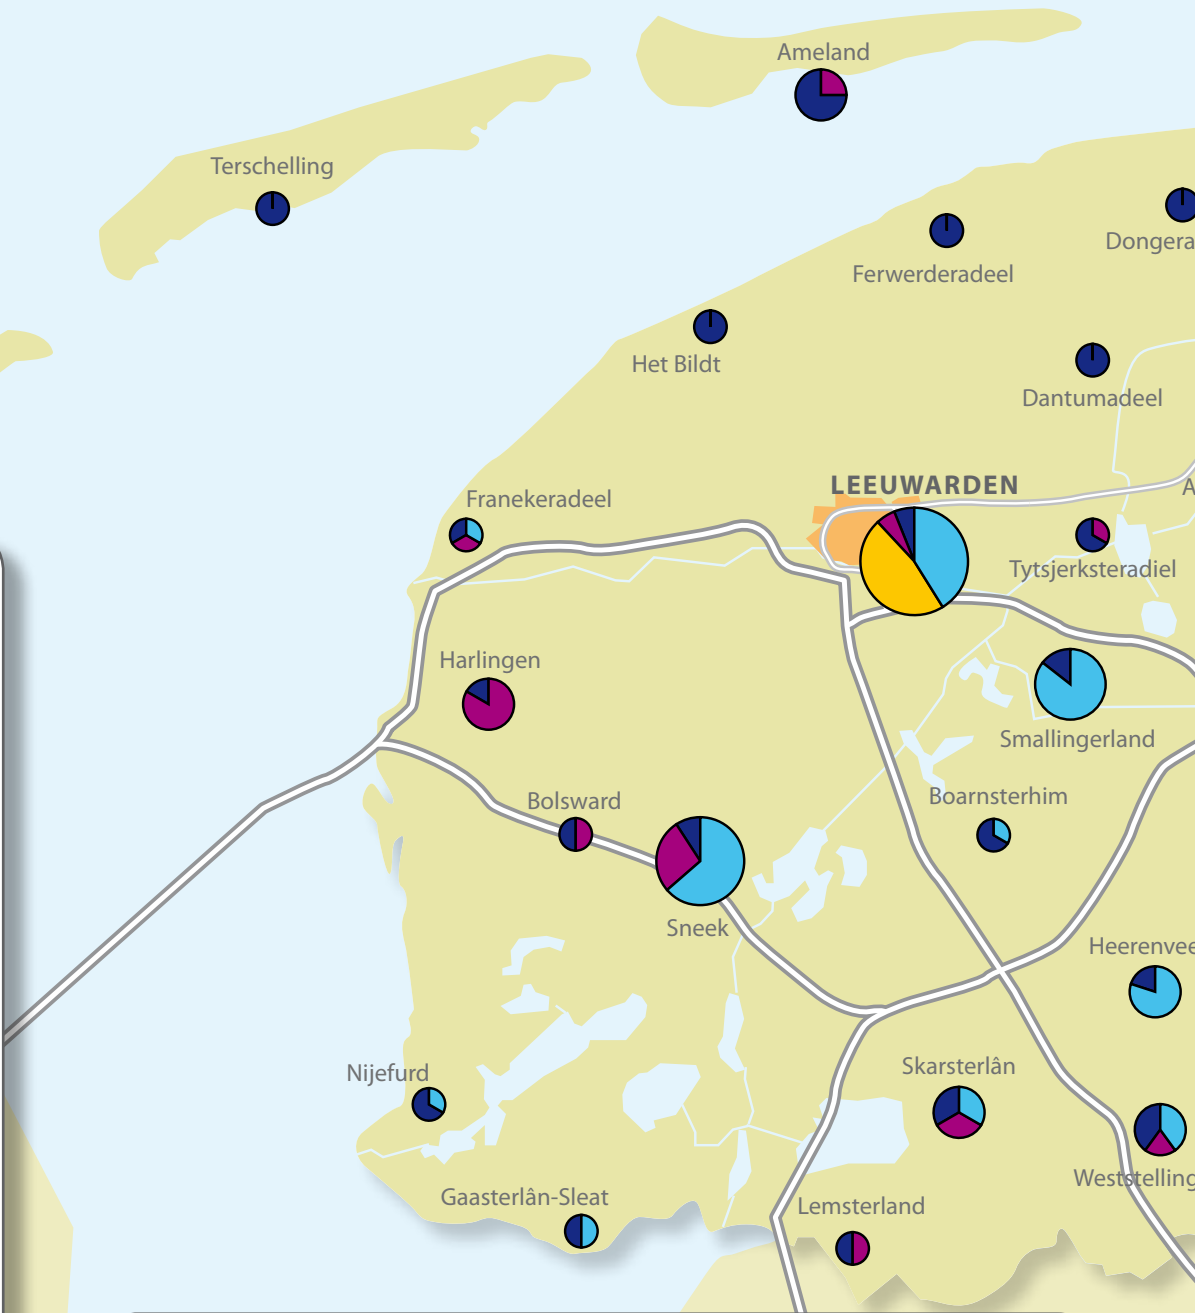 Ameland
Terschelling
Dongera
Ferwerderadeel
Het Bildt
Dantumadeel
LEEUWARDEN
A
Franekeradeel
Tytsjerksteradiel
Harlingen
Smallingerland
Boarnsterhim
Bolsward
Sneek
Heerenvee
Skarsterlân
Nijefurd
Weststelling
Gaasterlân-Sleat
Lemsterland